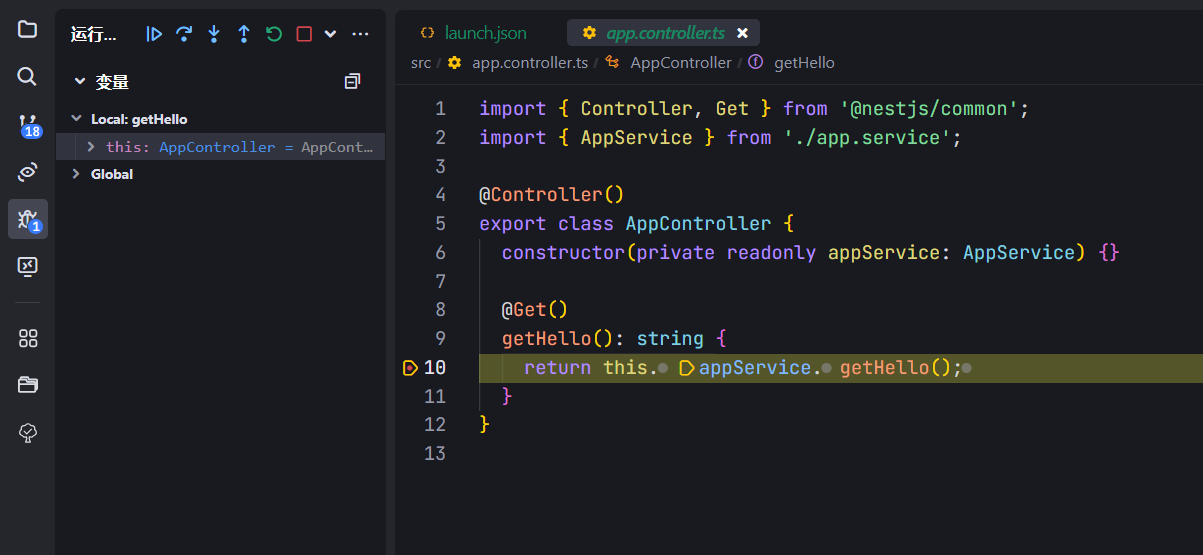 运行...
变量
Local: getHello
this: AppController = AppCont...
Global
18
1
launch.json
app.controller.ts
src / app.controller.ts / AppController / getHello
1 import { Controller, Get } from '@nestjs/common';
2 import { AppService } from './app.service';
3
4 @Controller()
5 export class AppController {
6 constructor(private readonly appService: AppService) {}
7
8 @Get()
9 getHello(): string {
10 return this.appService.getHello();
11 }
12 }
13